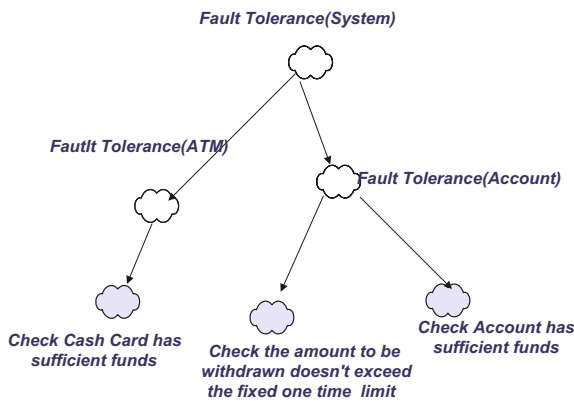 Fault Tolerance(System)
Fautlt Tolerance(ATM)
Fault Tolerance(Account)
Check Cash Card has
sufficient funds
Check the amount to be
withdrawn doesn't exceed
the fixed one time limit
Check Account has
sufficient funds